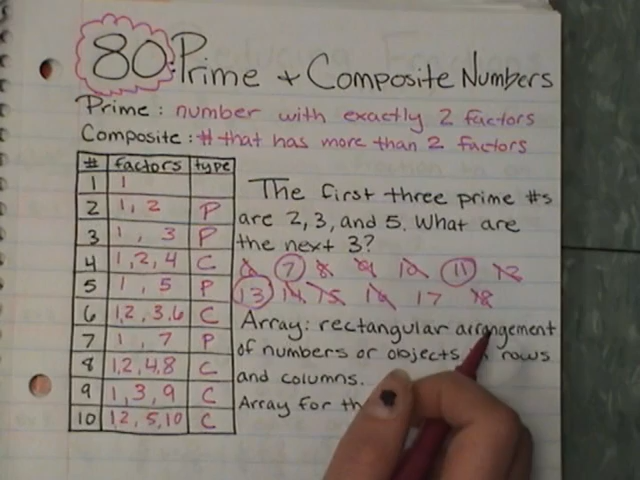 80: Prime + Composite Numbers
Prime: number with exactly 2 factors
Composite: # that has more than 2 factors
# factors type
1 1
2 1, 2 P
3 1, 3 P
4 1,2,4 C
5 1, 5 P
6 1,2,3,6 C
7 1, 7 P
8 1,2,4,8 C
9 1,3,9 C
10 1,2,5,10 C
The first three prime #s
are 2, 3, and 5. What are
the next 3?
6 7 8 9 10 11 12
13 14 15 16 17 18
Array: rectangular arrangement
of numbers or objects rows
and columns.
Array for